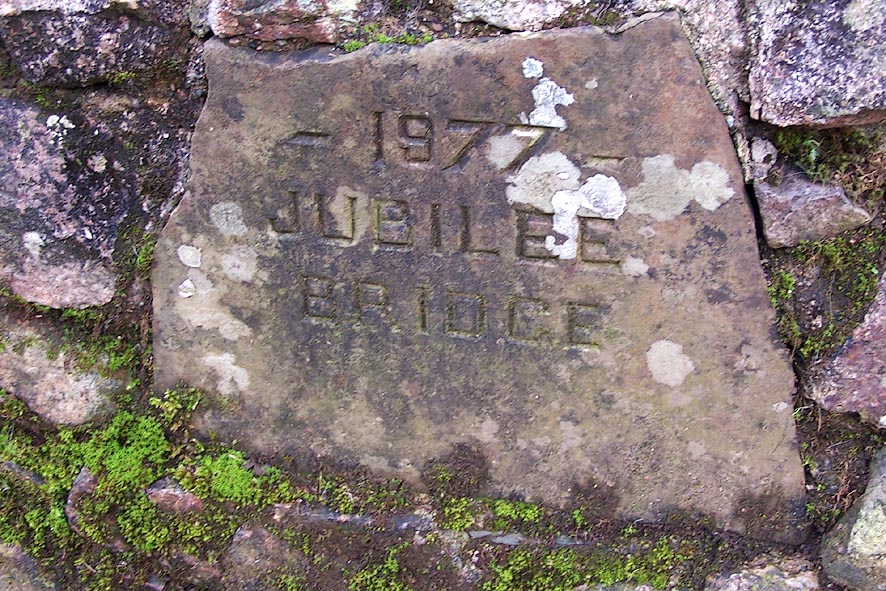 - 1977 -
JUBILEE
BRIDGE